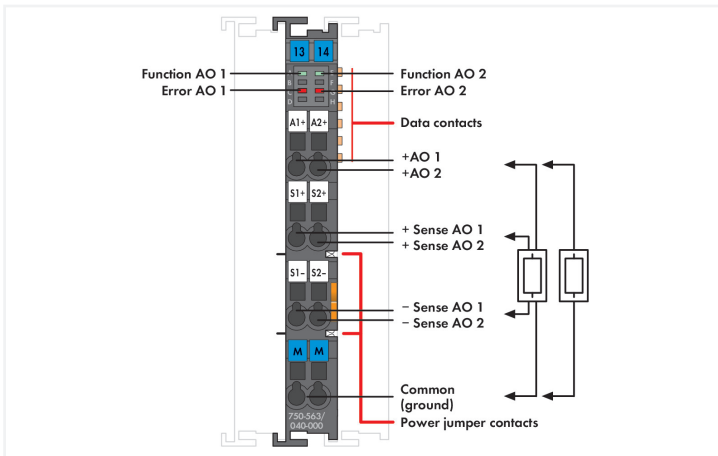 13 14
Function AO 1
Function AO 2
Error AO 1
Error AO 2
A E
B F
C G
D H
Data contacts
A1+ A2+
+AO 1
+AO 2
S1+ S2+
+ Sense AO 1
+ Sense AO 2
S1− S2−
− Sense AO 1
− Sense AO 2
M M
Common
(ground)
Power jumper contacts
750-563/
040-000